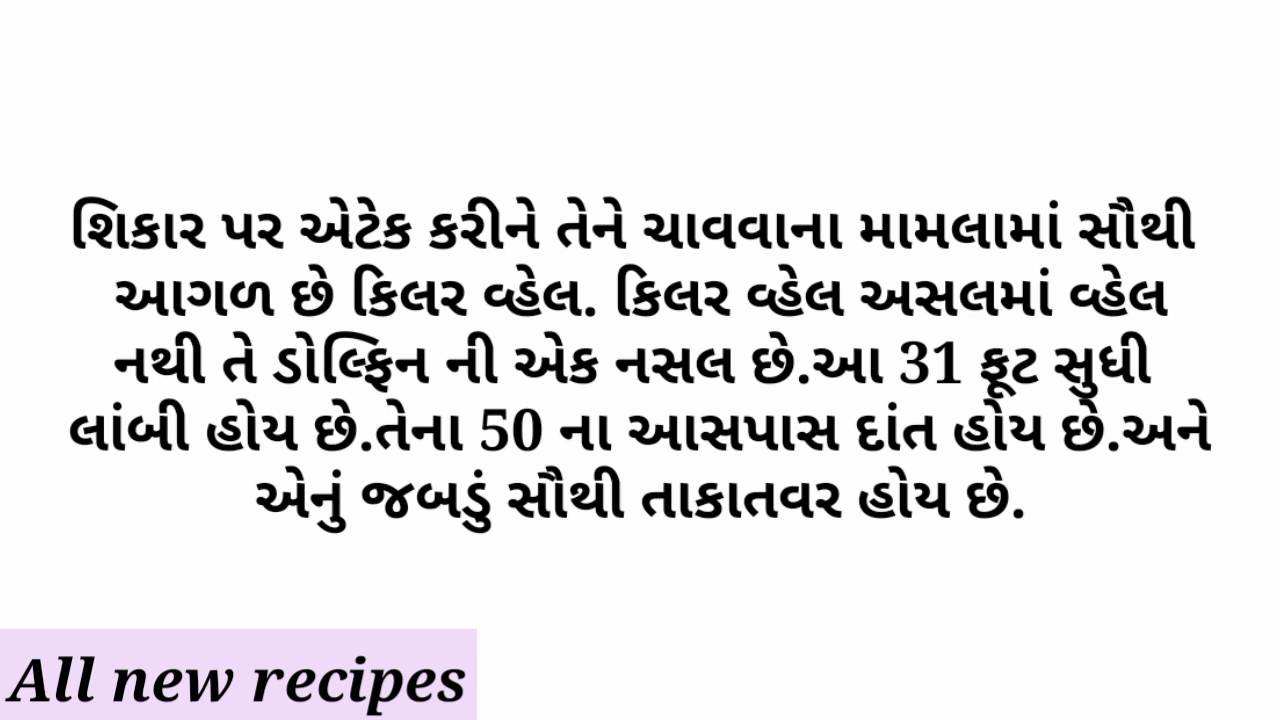 શિકાર પર એટેક કરીને તેને ચાવવાના મામલામાં સૌથી
આગળ છે કિલર વ્હેલ. કિલર વ્હેલ અસલમાં વ્હેલ
નથી તે ડોલ્ફિન ની એક નસલ છે.આ 31 ફૂટ સુધી
લાંબી હોય છે.તેના 50 ના આસપાસ દાંત હોય છે.અને
એનું જબડું સૌથી તાકાતવર હોય છે.
All new recipes